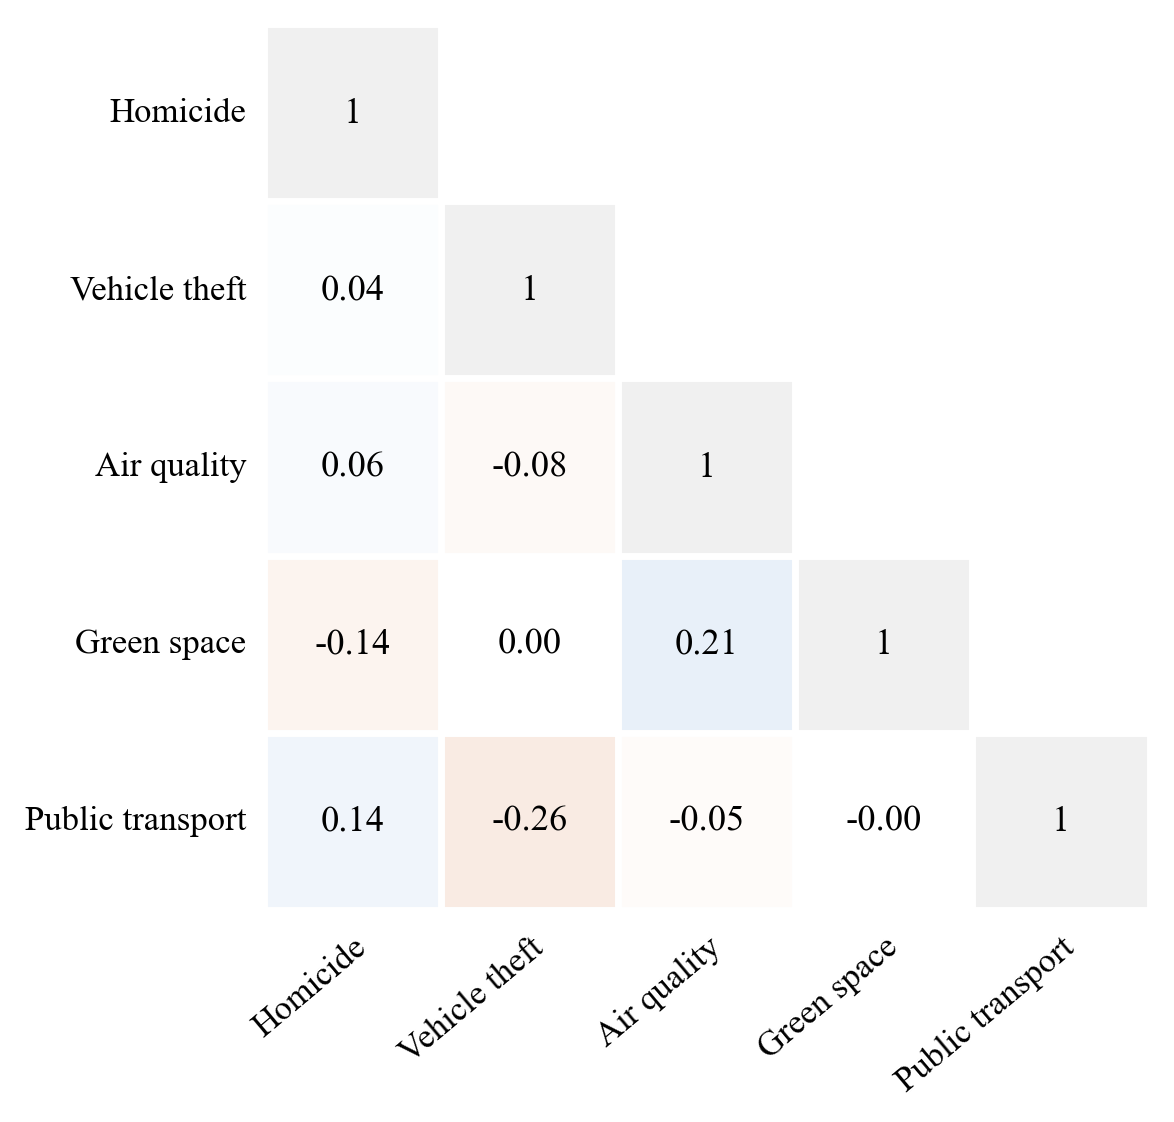 Homicide 1
Vehicle theft 0.04 1
Air quality 0.06 -0.08 1
Green space -0.14 0.00 0.21 1
Public transport 0.14 -0.26 -0.05 -0.00 1
Homicide Vehicle theft Air quality Green space Public transport